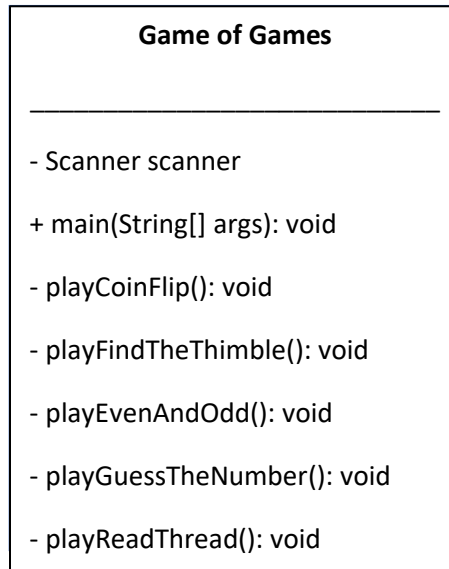 Game of Games
- Scanner scanner
+ main(String[] args): void
- playCoinFlip(): void
- playFindTheThimble(): void
- playEvenAndOdd(): void
- playGuessTheNumber(): void
- playReadThread(): void